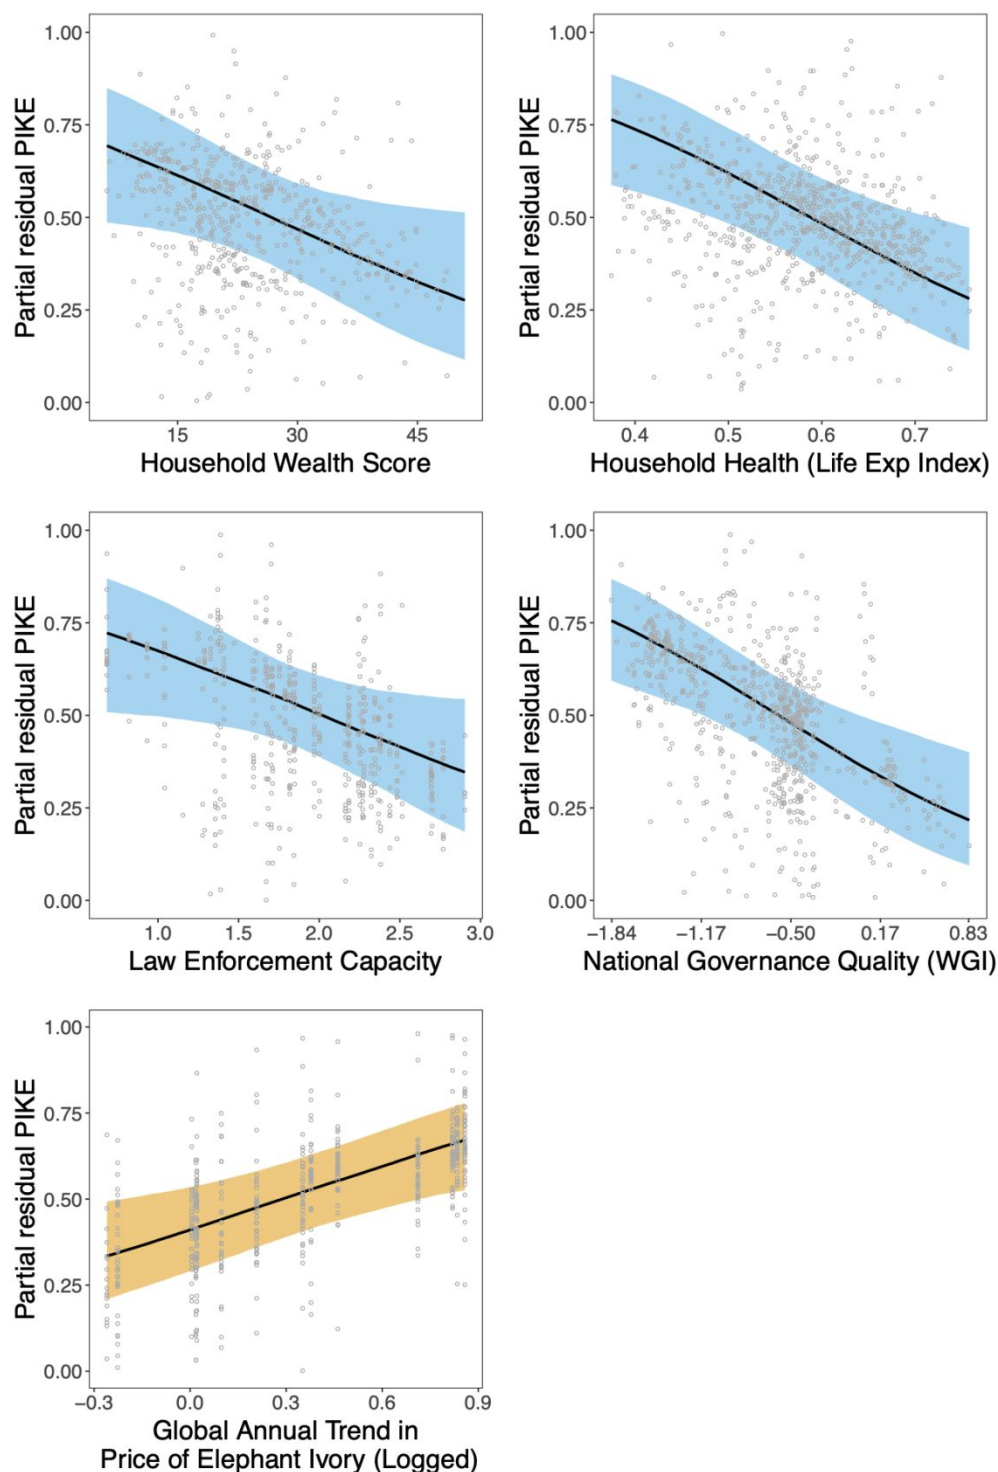 1.00
0.75
0.50
0.25
0.00
Partial residual PIKE
15 30 45
Household Wealth Score
1.00
0.75
0.50
0.25
0.00
Partial residual PIKE
0.4 0.5 0.6 0.7
Household Health (Life Exp Index)
1.00
0.75
0.50
0.25
0.00
Partial residual PIKE
1.0 1.5 2.0 2.5 3.0
Law Enforcement Capacity
1.00
0.75
0.50
0.25
0.00
Partial residual PIKE
−1.84 −1.17 −0.50 0.17 0.83
National Governance Quality (WGI)
1.00
0.75
0.50
0.25
0.00
Partial residual PIKE
−0.3 0.0 0.3 0.6 0.9
Global Annual Trend in
Price of Elephant Ivory (Logged)